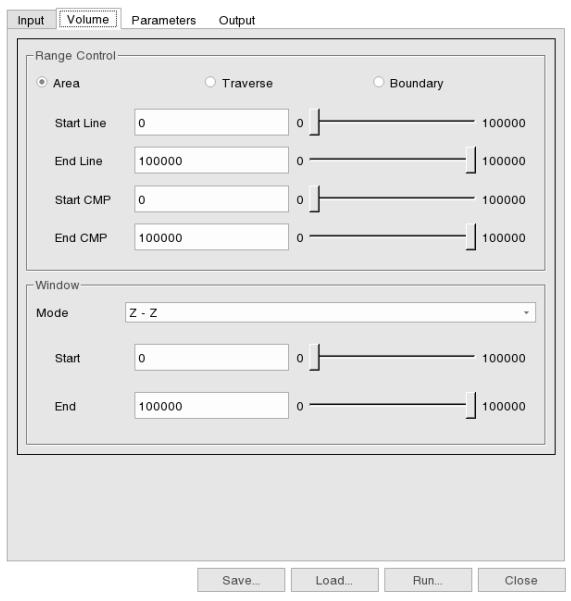 Input Volume Parameters Output
Range Control
Area Traverse Boundary
Start Line 0 0 100000
End Line 100000 0 100000
Start CMP 0 0 100000
End CMP 100000 0 100000
Window
Mode Z - Z
Start 0 0 100000
End 100000 0 100000
Save... Load... Run... Close